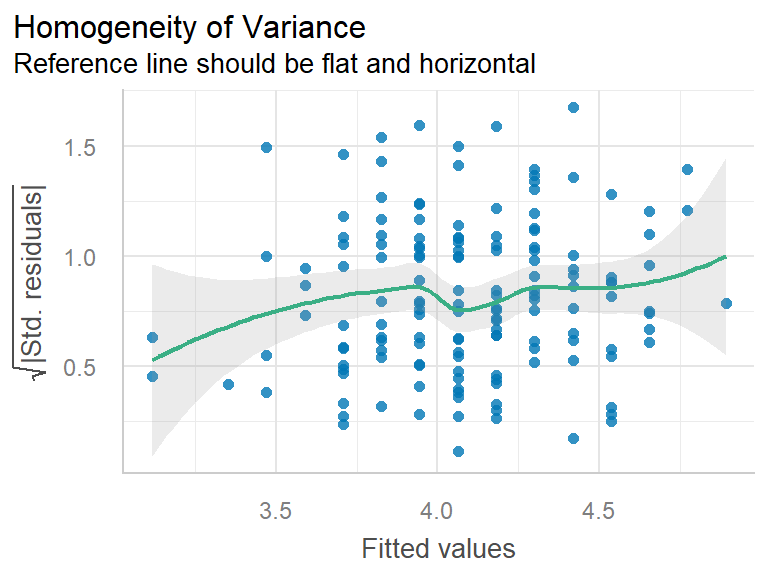 Homogeneity of Variance
Reference line should be flat and horizontal
√|Std. residuals|
1.5
1.0
0.5
3.5 4.0 4.5
Fitted values